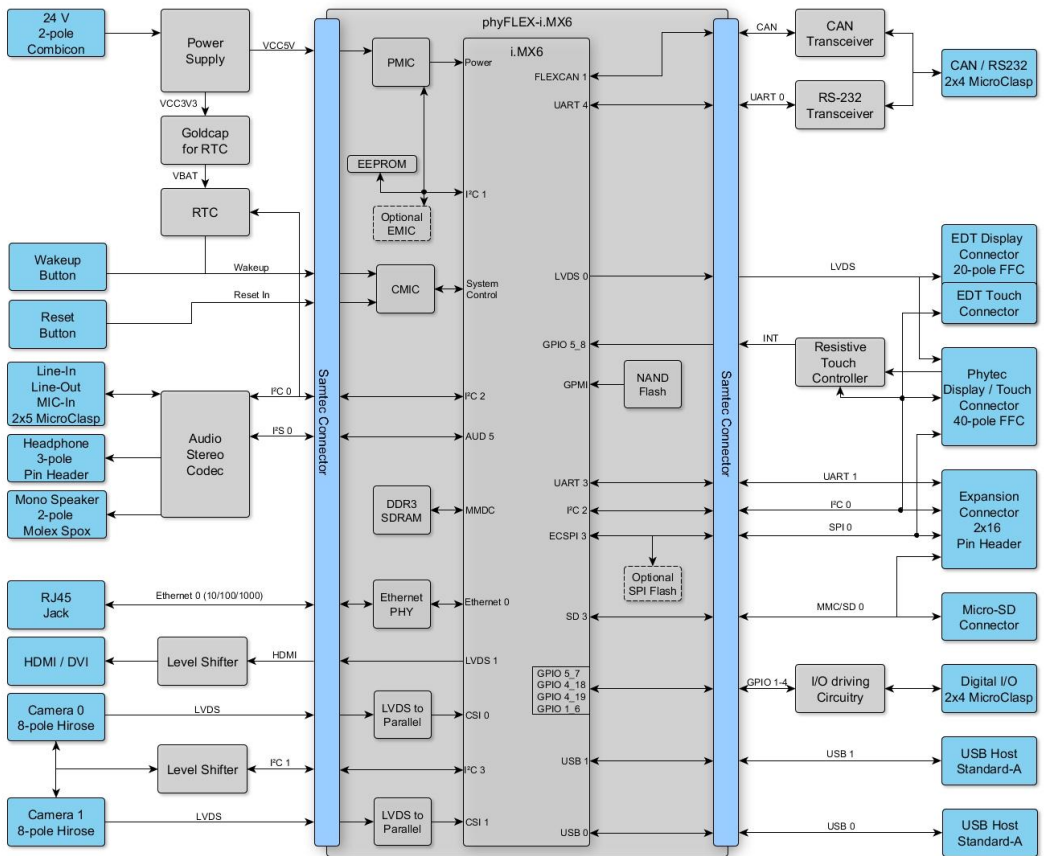 24 V
2-pole
Combicon
Power
Supply
VCC5V
VCC3V3
Goldcap
for RTC
VBAT
RTC
Wakeup
Button
Wakeup
Reset
Button
Reset In
Line-In
Line-Out
MIC-In
2x5 MicroClasp
Headphone
3-pole
Pin Header
Mono Speaker
2-pole
Molex Spox
Audio
Stereo
Codec
I²C 0
I²S 0
RJ45
Jack
Ethernet 0 (10/100/1000)
HDMI / DVI
Level Shifter
HDMI
Camera 0
8-pole Hirose
LVDS
Level Shifter
I²C 1
Camera 1
8-pole Hirose
LVDS
Samtec Connector
phyFLEX-i.MX6
PMIC
EEPROM
Optional
EMIC
CMIC
DDR3
SDRAM
Ethernet
PHY
LVDS to
Parallel
LVDS to
Parallel
i.MX6
Power
I²C 1
System
Control
I²C 2
AUD 5
MMDC
Ethernet 0
LVDS 1
CSI 0
I²C 3
CSI 1
FLEXCAN 1
UART 4
LVDS 0
GPIO 5_8
GPMI
NAND
Flash
UART 3
I²C 2
ECSPI 3
Optional
SPI Flash
SD 3
GPIO 5_7
GPIO 4_18
GPIO 4_19
GPIO 1_6
USB 1
USB 0
Samtec Connector
CAN
CAN
Transceiver
UART 0
RS-232
Transceiver
CAN / RS232
2x4 MicroClasp
LVDS
EDT Display
Connector
20-pole FFC
EDT Touch
Connector
INT
Resistive
Touch
Controller
Phytec
Display / Touch
Connector
40-pole FFC
UART 1
I²C 0
SPI 0
Expansion
Connector
2x16
Pin Header
MMC/SD 0
Micro-SD
Connector
GPIO 1-4
I/O driving
Circuitry
Digital I/O
2x4 MicroClasp
USB 1
USB Host
Standard-A
USB 0
USB Host
Standard-A